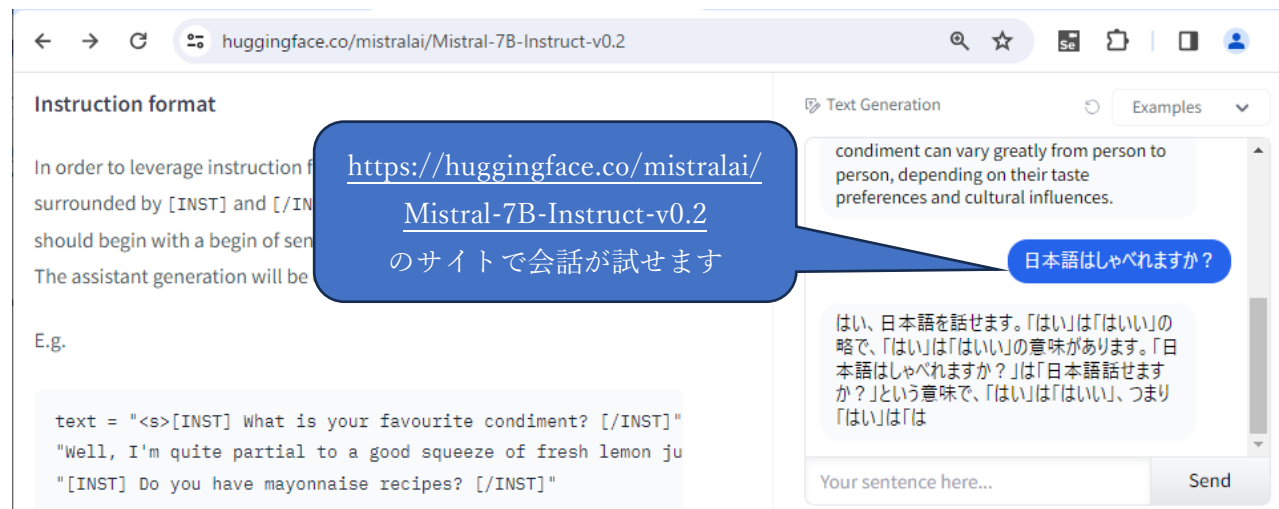 huggingface.co/mistralai/Mistral-7B-Instruct-v0.2
Se
Instruction format
In order to leverage instruction f
surrounded by [INST] and [/IN
should begin with a begin of sen
The assistant generation will be
E.g.
text = "<s>[INST] What is your favourite condiment? [/INST]"
"Well, I'm quite partial to a good squeeze of fresh lemon ju
"[INST] Do you have mayonnaise recipes? [/INST]"
https://huggingface.co/mistralai/
Mistral-7B-Instruct-v0.2
のサイトで会話が試せます
Text Generation
Examples
condiment can vary greatly from person to
person, depending on their taste
preferences and cultural influences.
日本語はしゃべれますか？
はい、日本語を話せます。「はい」は「はいい」の
略で、「はい」は「はいい」の意味があります。「日
本語はしゃべれますか？」は「日本語話せます
か？」という意味で、「はい」は「はいい」、つまり
「はい」は「は
Your sentence here...
Send